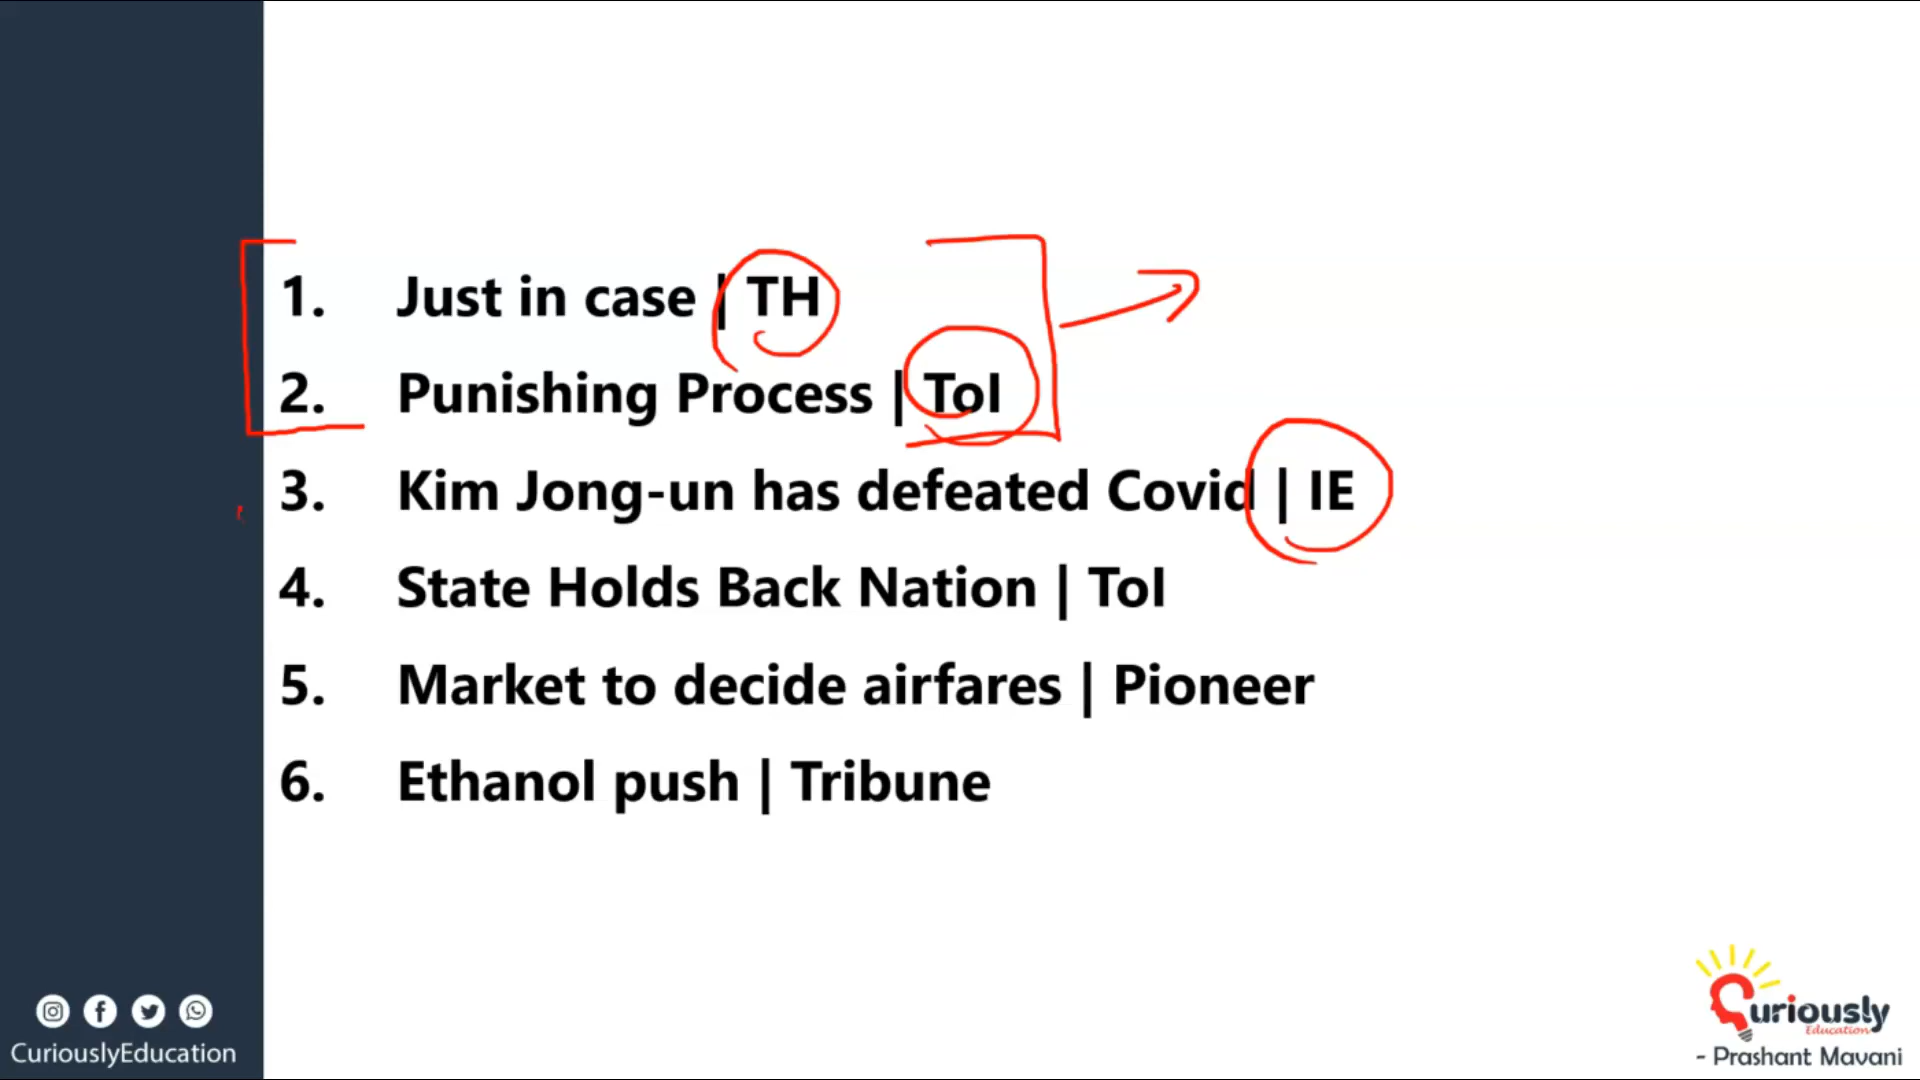 1. Just in case | TH
2. Punishing Process | ToI
3. Kim Jong-un has defeated Covid | IE
4. State Holds Back Nation | ToI
5. Market to decide airfares | Pioneer
6. Ethanol push | Tribune
CuriouslyEducation
Curiously
Education
- Prashant Mavani